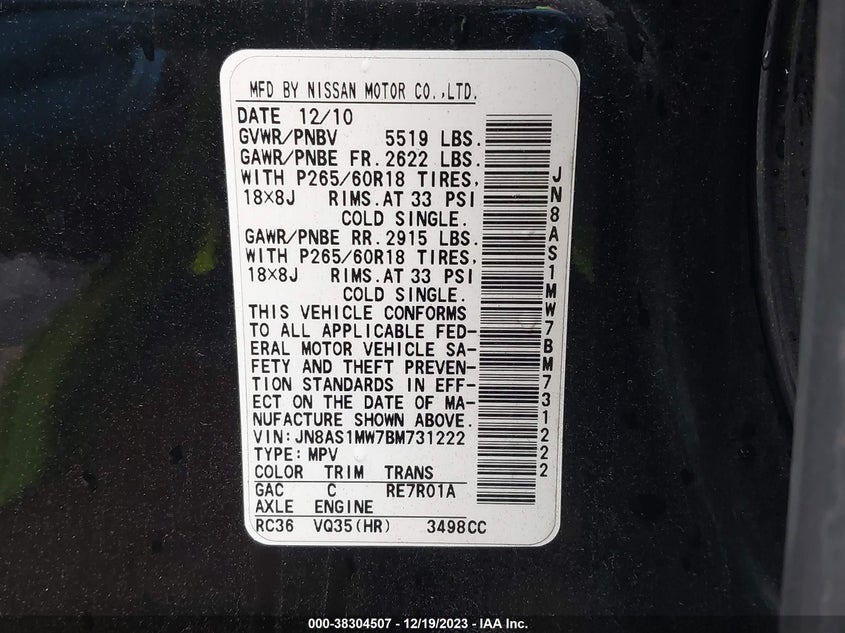 MFD BY NISSAN MOTOR CO.,LTD.
DATE 12/10
GVWR/PNBV 5519 LBS.
GAWR/PNBE FR. 2622 LBS.
WITH P265/60R18 TIRES,
18×8J RIMS.AT 33 PSI
COLD SINGLE.
GAWR/PNBE RR. 2915 LBS.
WITH P265/60R18 TIRES,
18×8J RIMS.AT 33 PSI
COLD SINGLE.
THIS VEHICLE CONFORMS
TO ALL APPLICABLE FED-
ERAL MOTOR VEHICLE SA-
FETY AND THEFT PREVEN-
TION STANDARDS IN EFF-
ECT ON THE DATE OF MA-
NUFACTURE SHOWN ABOVE.
VIN:JN8AS1MW7BM731222
TYPE:MPV
COLOR TRIM TRANS
GAC C RE7R01A
AXLE ENGINE
RC36 VQ35(HR) 3498CC
JN8AS1MW7BM731222
000-38304507 - 12/19/2023 - IAA Inc.